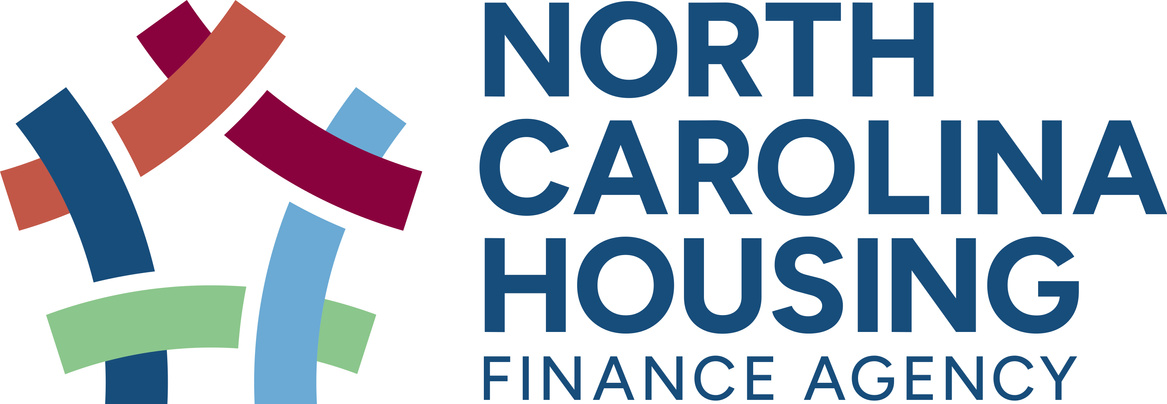 NORTH
CAROLINA
HOUSING
FINANCE AGENCY